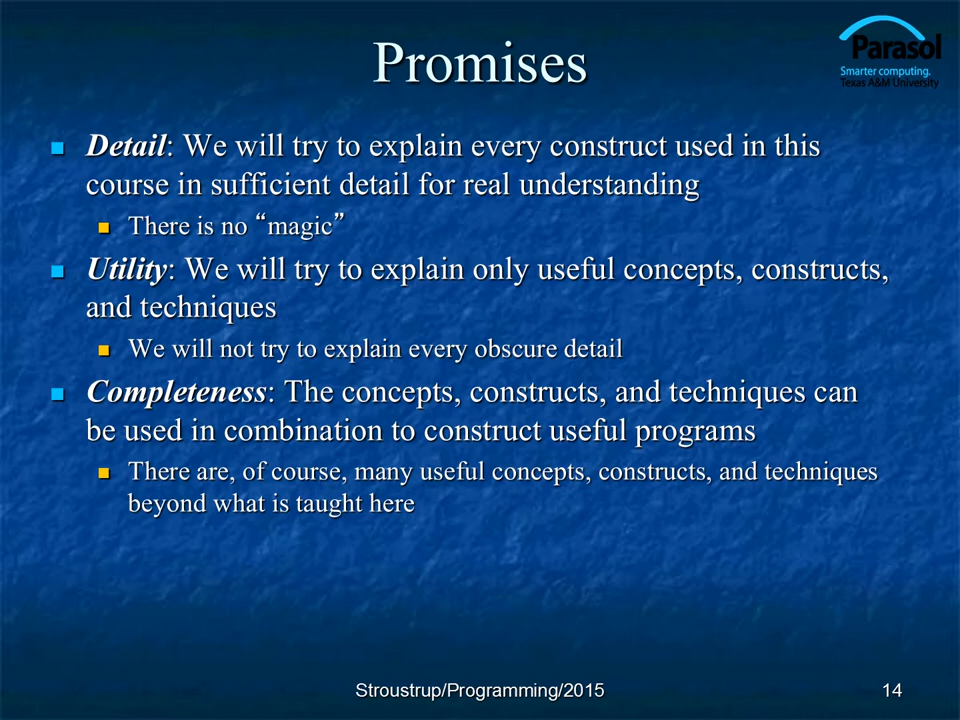 Promises
Parasol
Smarter computing.
Texas A&M University
Detail: We will try to explain every construct used in this
course in sufficient detail for real understanding
There is no “magic”
Utility: We will try to explain only useful concepts, constructs,
and techniques
We will not try to explain every obscure detail
Completeness: The concepts, constructs, and techniques can
be used in combination to construct useful programs
There are, of course, many useful concepts, constructs, and techniques
beyond what is taught here
Stroustrup/Programming/2015
14